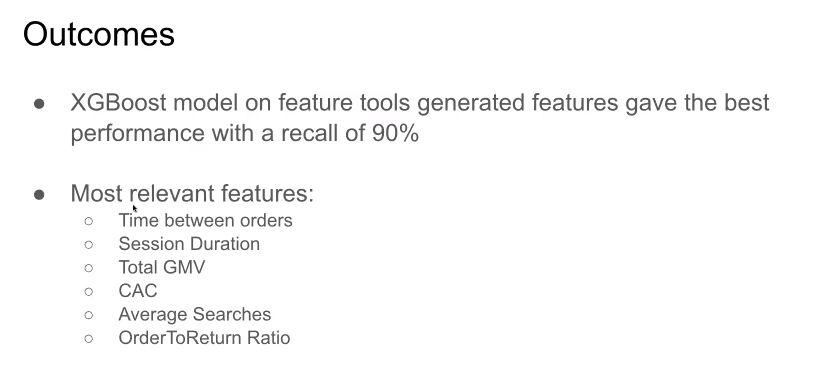 Outcomes
● XGBoost model on feature tools generated features gave the best
performance with a recall of 90%
● Most relevant features:
○ Time between orders
○ Session Duration
○ Total GMV
○ CAC
○ Average Searches
○ OrderToReturn Ratio